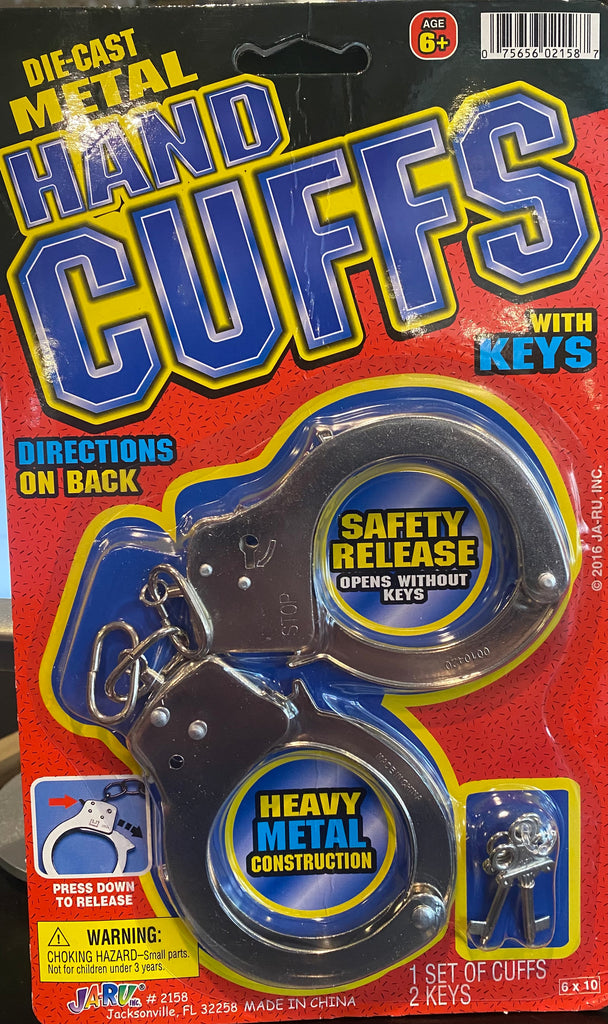 DIE-CAST
METAL
HAND
CUFFS
AGE
6+
0 75656 02158 7
WITH
KEYS
DIRECTIONS
ON BACK
SAFETY
RELEASE
OPENS WITHOUT
KEYS
© 2016 JA-RU, INC.
STOP
0010420
HEAVY
METAL
CONSTRUCTION
PRESS DOWN
TO RELEASE
WARNING:
CHOKING HAZARD–Small parts.
Not for children under 3 years.
JA-RU® INC. # 2158
Jacksonville, FL 32258 MADE IN CHINA
1 SET OF CUFFS
2 KEYS
6 x 10